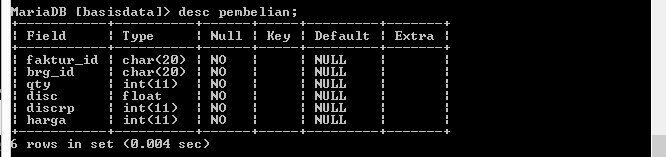 MariaDB [basisdata]> desc pembelian;
+-----------+----------+------+-----+---------+-------+
| Field     | Type     | Null | Key | Default | Extra |
+-----------+----------+------+-----+---------+-------+
| faktur_id | char(20) | NO   |     | NULL    |       |
| brg_id    | char(20) | NO   |     | NULL    |       |
| qty       | int(11)  | NO   |     | NULL    |       |
| disc      | float    | NO   |     | NULL    |       |
| discrp    | int(11)  | NO   |     | NULL    |       |
| harga     | int(11)  | NO   |     | NULL    |       |
+-----------+----------+------+-----+---------+-------+
6 rows in set (0.004 sec)